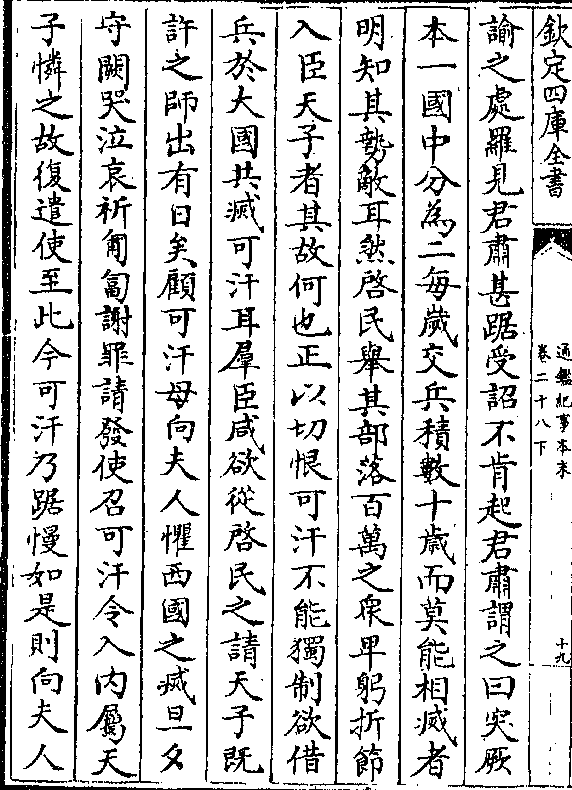 欽定四庫全書
通鑑紀事本末
卷二十八下
十九
諭之處羅見君肅甚踞受詔不肯起君肅謂之曰突厥
本一國中分為二每歲交兵積數十歲而莫能相滅者
明知其勢敵耳然啓民舉其部落百萬之衆卑躬折節
入臣天子者其故何也正以切恨可汗不能獨制欲借
兵於大國共滅可汗耳羣臣咸欲從啓民之請天子既
許之師出有日矣顧可汗母向夫人懼西國之滅旦夕
守闕哭泣哀祈匍匐謝罪請發使召可汗令入內屬天
子憐之故復遣使至此今可汗乃踞慢如是則向夫人